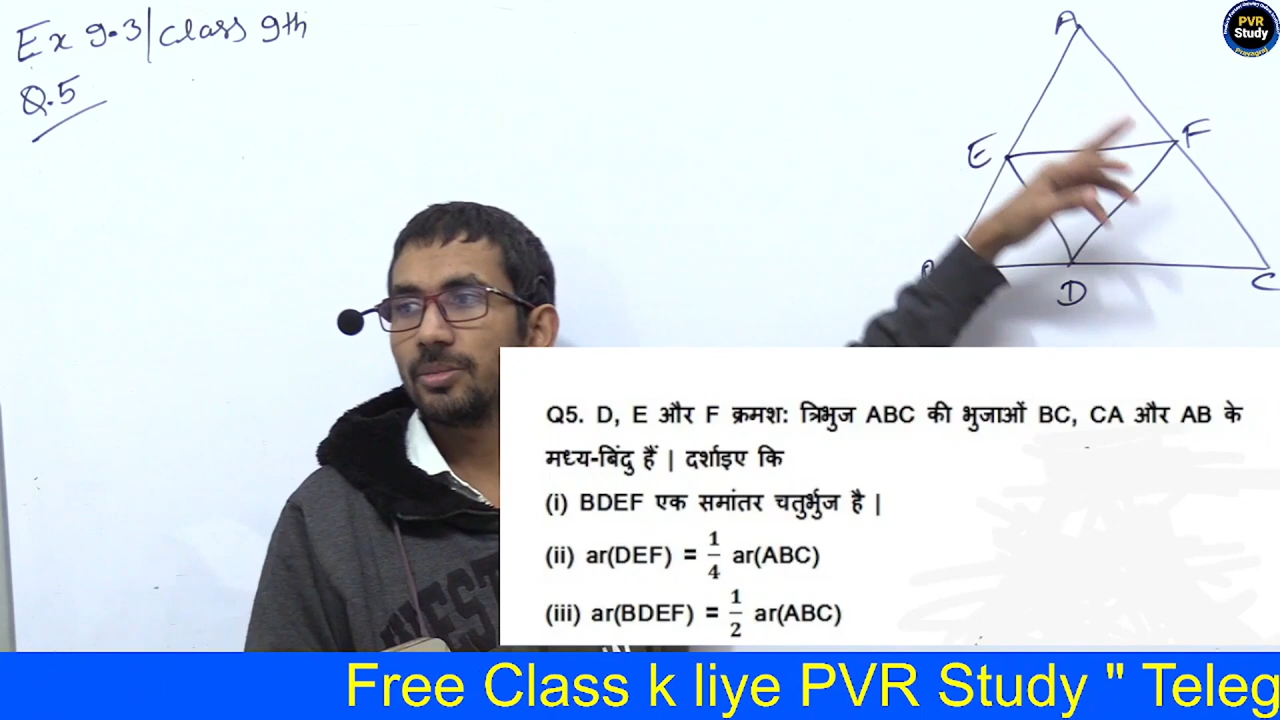 Ex 9.3 | Class 9th
Q.5
A
E
F
D
C
PVR
Study
Q5. D, E और F क्रमश: त्रिभुज ABC की भुजाओं BC, CA और AB के
मध्य-बिंदु हैं | दर्शाइए कि
(i) BDEF एक समांतर चतुर्भुज है |
(ii) ar(DEF) = 1/4 ar(ABC)
(iii) ar(BDEF) = 1/2 ar(ABC)
Free Class k liye PVR Study " Teleg